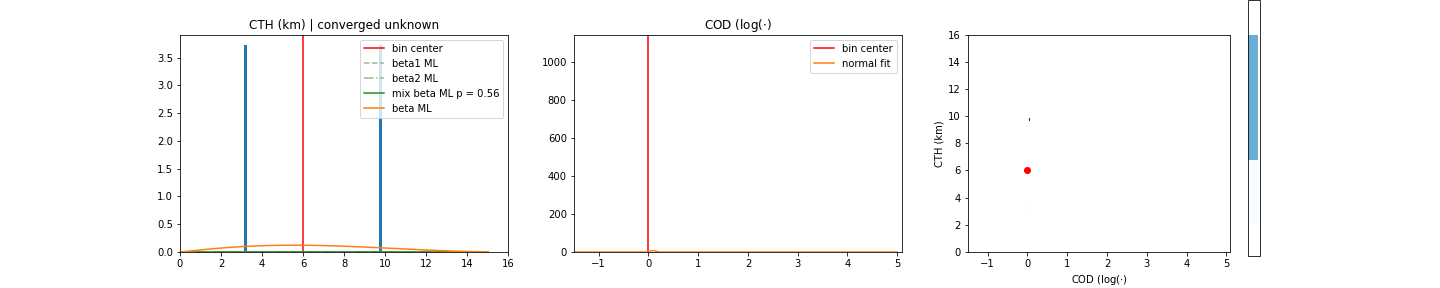 CTH (km) | converged unknown
3.5
3.0
2.5
2.0
1.5
1.0
0.5
0.0
0 2 4 6 8 10 12 14 16
bin center
beta1 ML
beta2 ML
mix beta ML p = 0.56
beta ML
COD (log(·)
1000
800
600
400
200
0
−1 0 1 2 3 4 5
bin center
normal fit
CTH (km)
16
14
12
10
8
6
4
2
0
−1 0 1 2 3 4 5
COD (log(·)